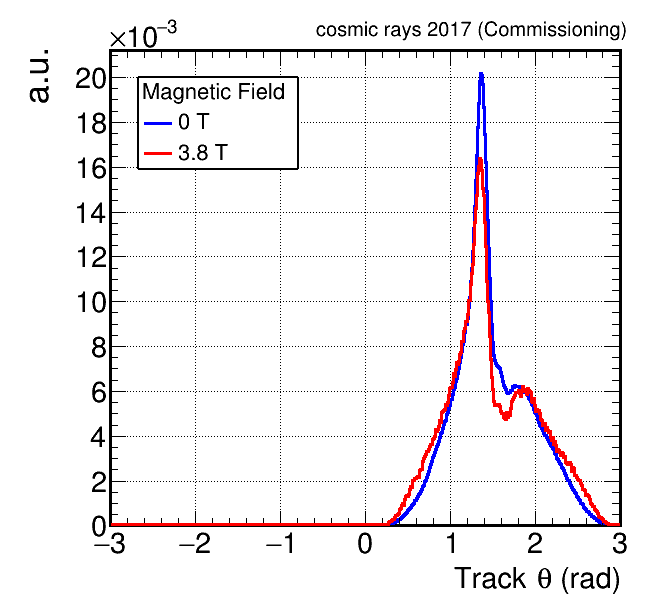 cosmic rays 2017 (Commissioning)
×10⁻³
a.u.
20
18
16
14
12
10
8
6
4
2
0
Magnetic Field
0 T
3.8 T
−3 −2 −1 0 1 2 3
Track θ (rad)